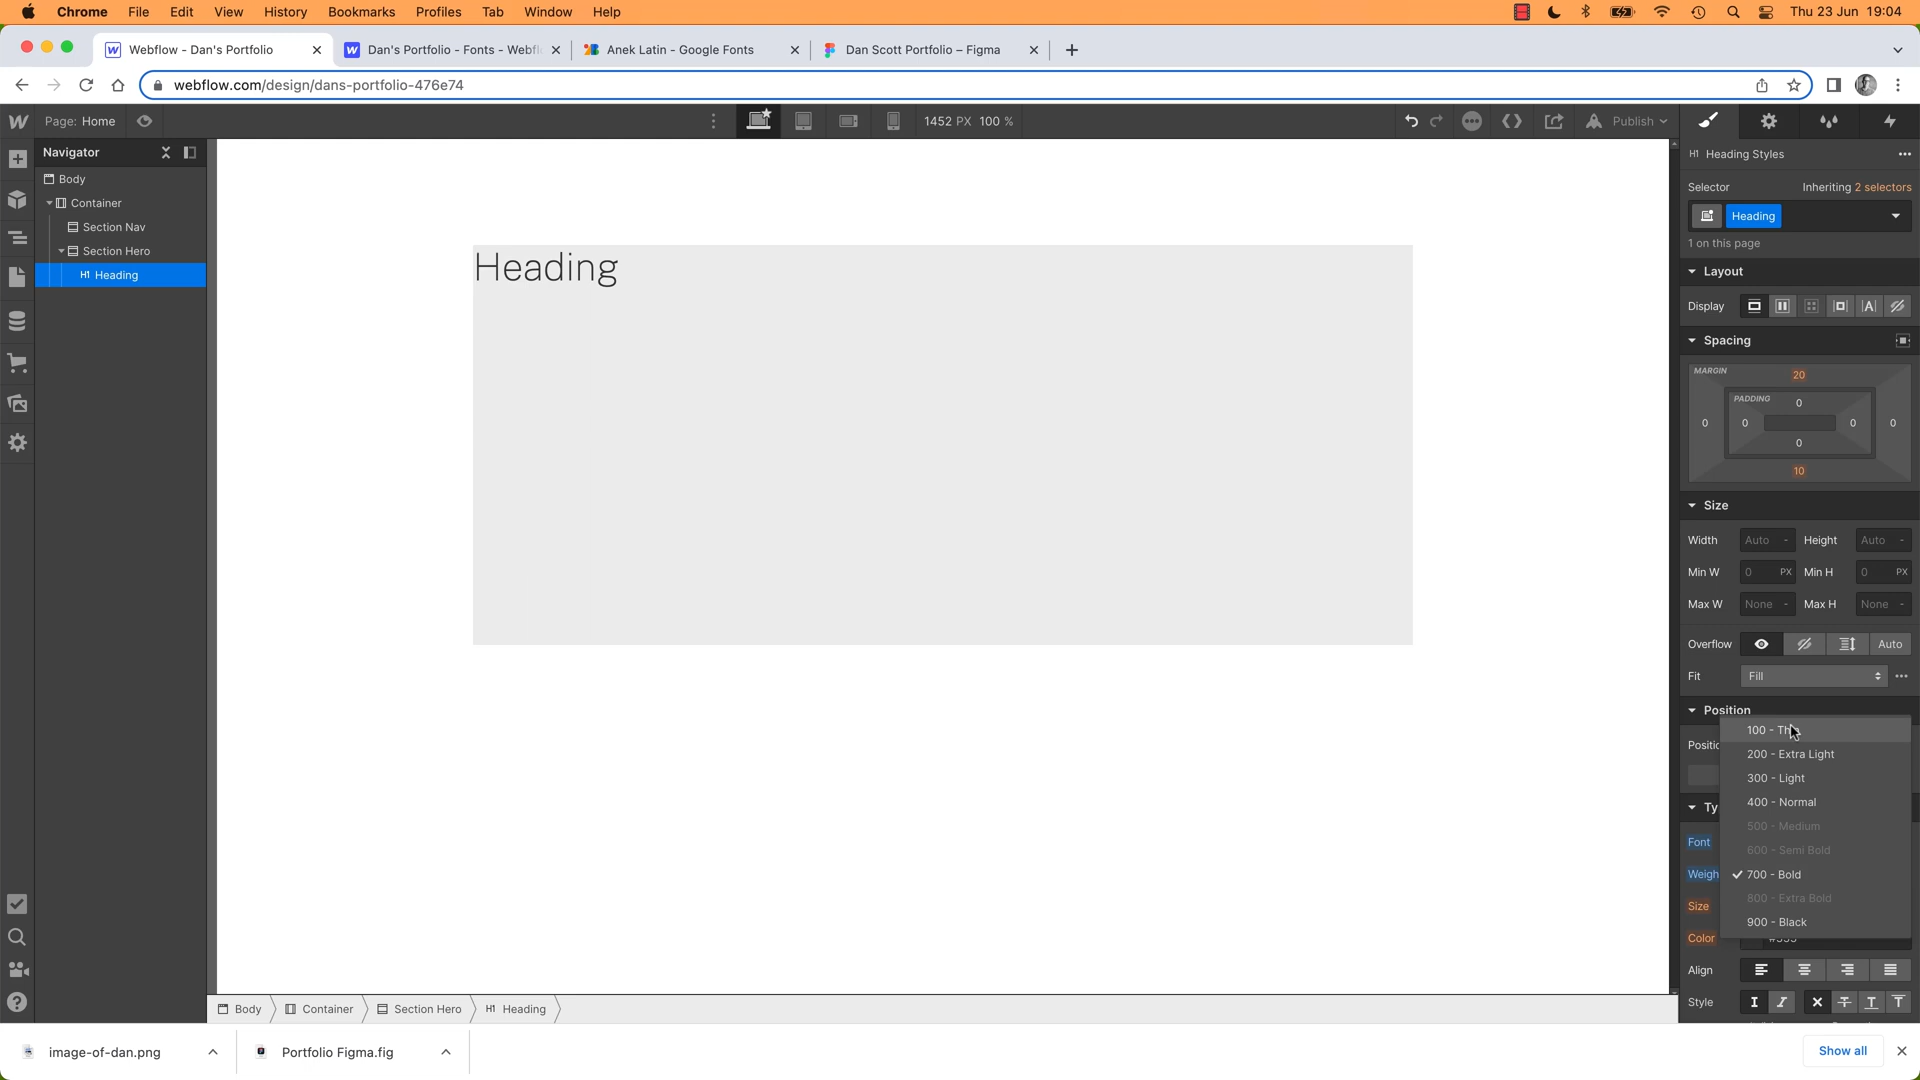 Chrome File Edit View History Bookmarks Profiles Tab Window Help Thu 23 Jun 19:04
Webflow - Dan's Portfolio
Dan's Portfolio - Fonts - Webfl
Anek Latin - Google Fonts
Dan Scott Portfolio – Figma
webflow.com/design/dans-portfolio-476e74
Page: Home
1452 PX 100 %
Publish
Navigator
Body
Container
Section Nav
Section Hero
H1 Heading
Heading
H1 Heading Styles
Selector Inheriting 2 selectors
Heading
1 on this page
Layout
Display
Spacing
MARGIN
20
PADDING
0
0 0 0 0
0
10
Size
Width Auto - Height Auto -
Min W 0 PX Min H 0 PX
Max W None - Max H None -
Overflow Auto
Fit Fill
Position
Positic
100 - Th
200 - Extra Light
300 - Light
400 - Normal
Ty
500 - Medium
Font
600 - Semi Bold
Weigh
700 - Bold
800 - Extra Bold
Size
900 - Black
Color
Align
Style
Body Container Section Hero H1 Heading
image-of-dan.png
Portfolio Figma.fig
Show all